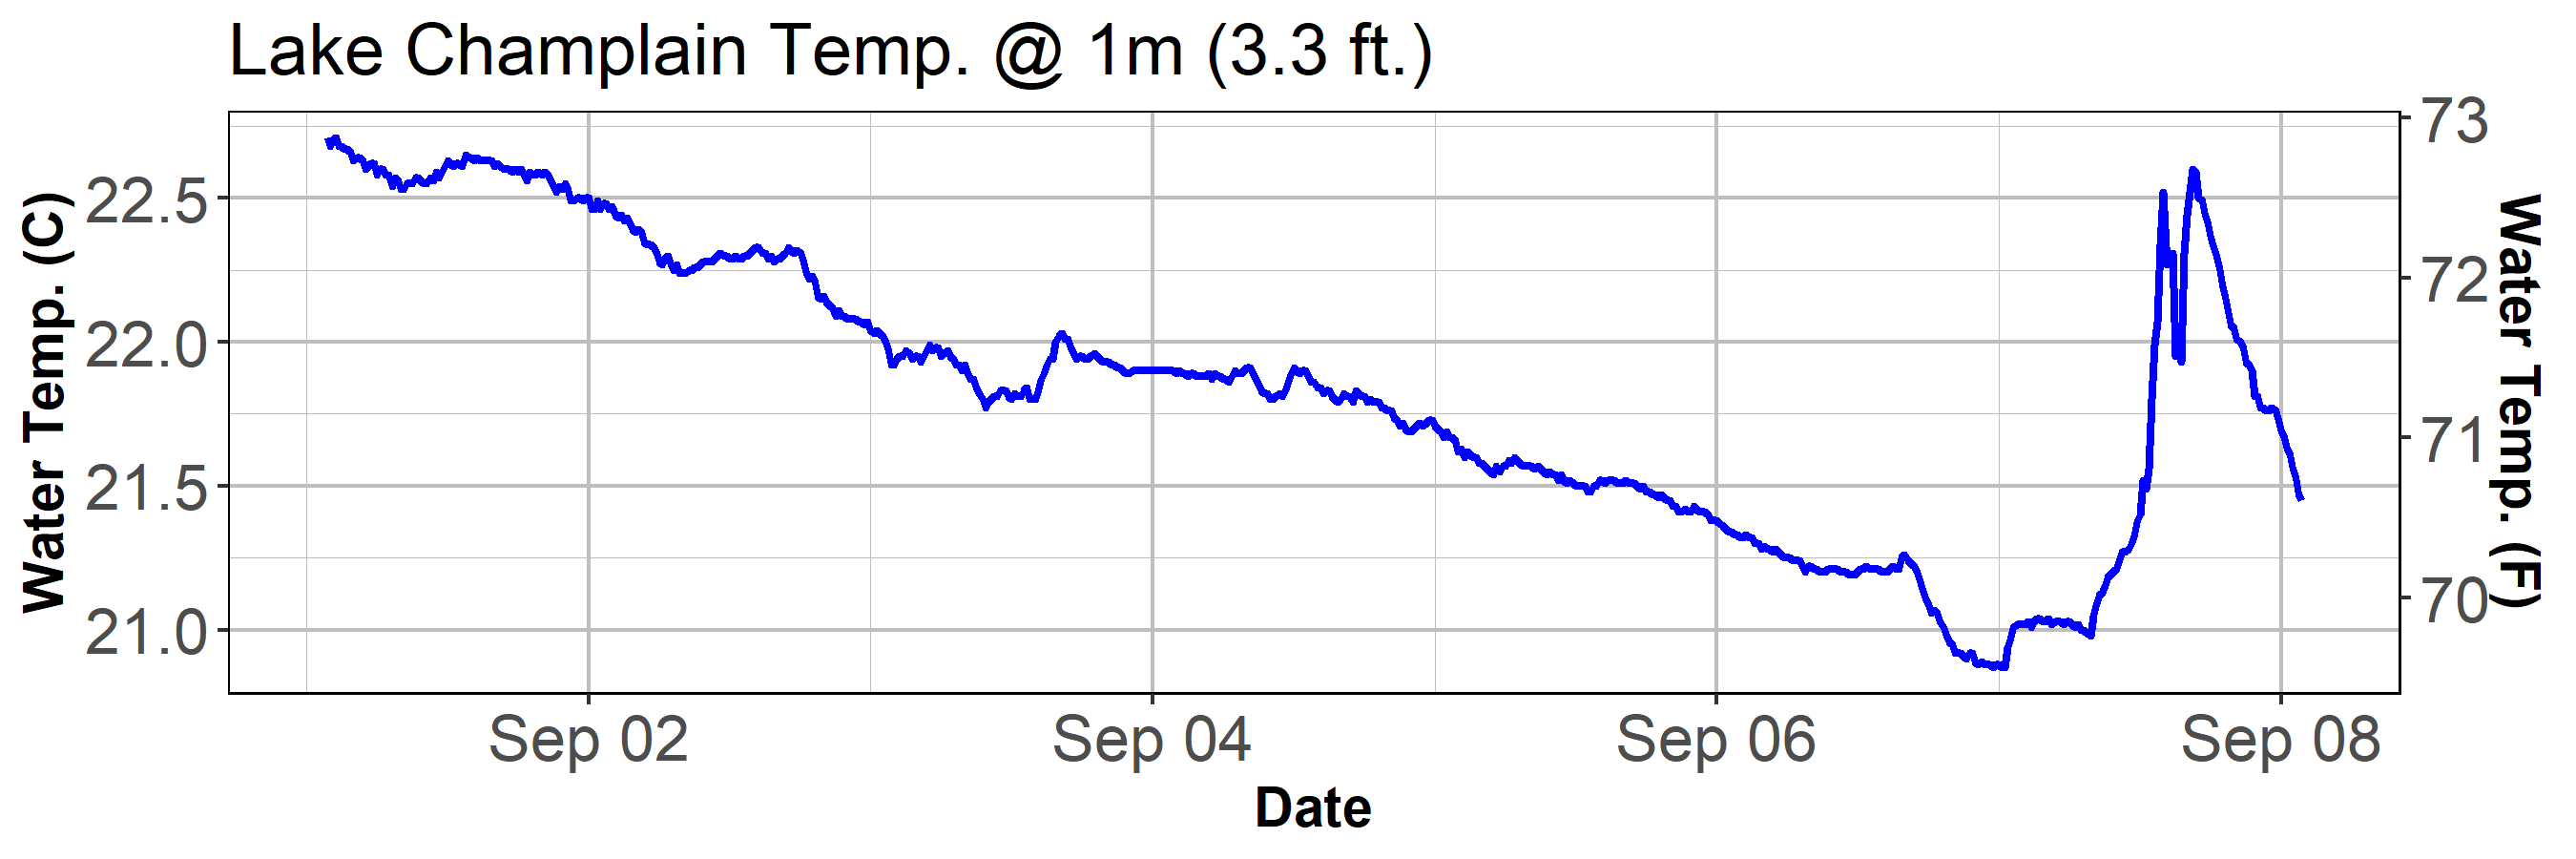 Lake Champlain Temp. @ 1m (3.3 ft.)
Water Temp. (C)
22.5
22.0
21.5
21.0
73
72
71
70
Water Temp. (F)
Sep 02
Sep 04
Sep 06
Sep 08
Date